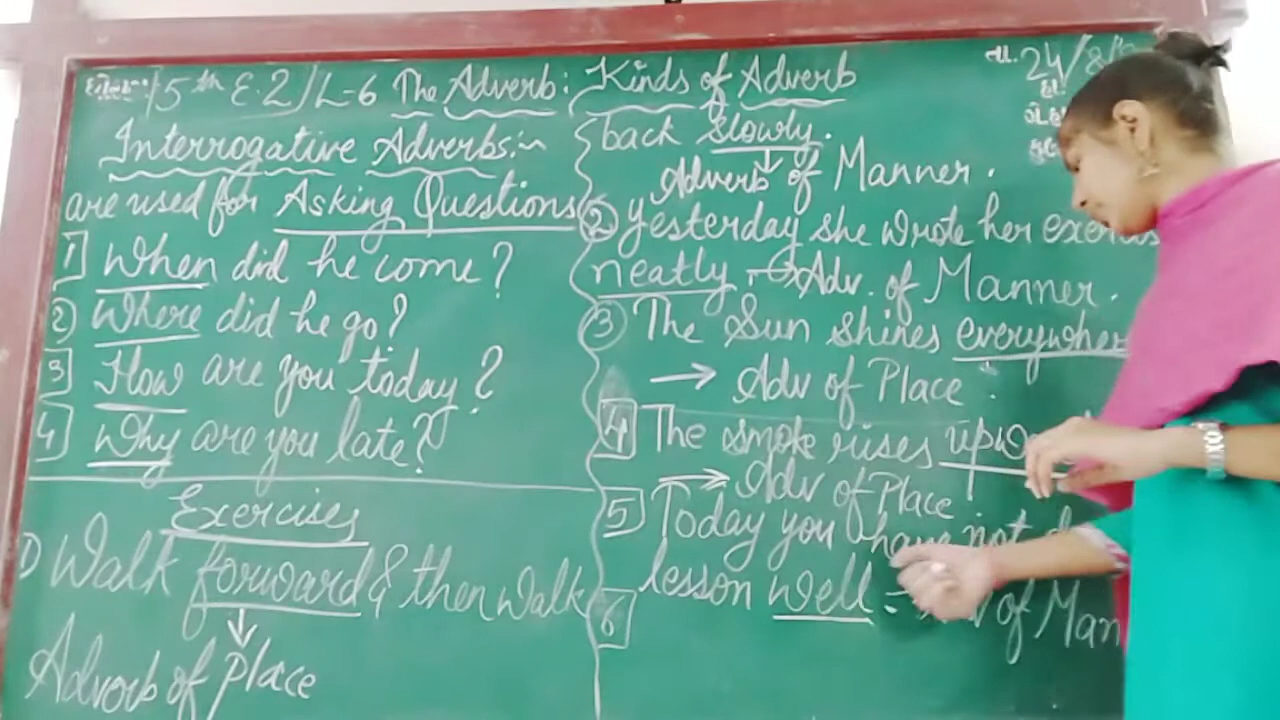 5th E.2 / L-6 The Adverb: Kinds of Adverb
તા. 24/8/
Interrogative Adverbs:~
are used for Asking Questions
1 When did he come?
2) Where did he go?
3 How are you today?
4 Why are you late?
Exercises
1) Walk forward & then walk
↓
Adverb of place
back slowly.
↓
Adverb of Manner.
② yesterday she wrote her
neatly → Adv. of Manner.
③ The Sun shines
→ Adv of Place.
4 The smoke rises
→ Adv of Place
5 Today you have not
lesson well. of
6